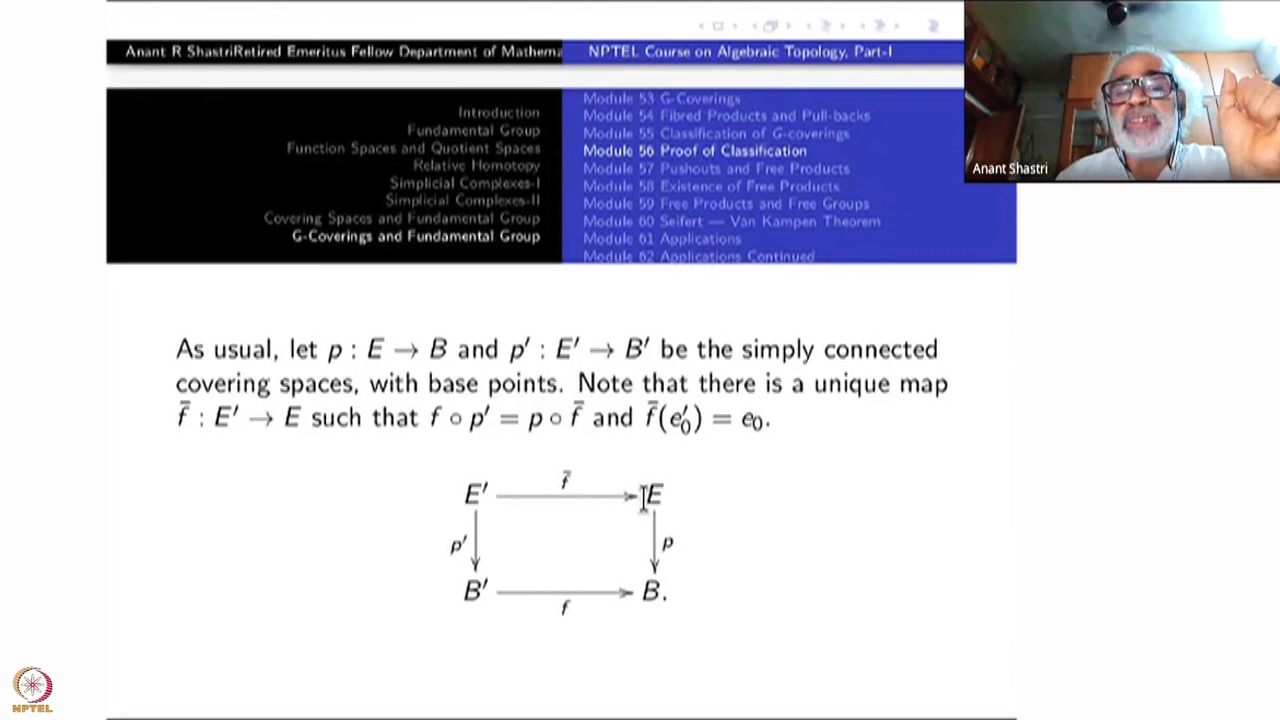 Anant R ShastriRetired Emeritus Fellow Department of Mathema
NPTEL Course on Algebraic Topology, Part-I
Introduction
Fundamental Group
Function Spaces and Quotient Spaces
Relative Homotopy
Simplicial Complexes-I
Simplicial Complexes-II
Covering Spaces and Fundamental Group
G-Coverings and Fundamental Group
Module 53 G-Coverings
Module 54 Fibred Products and Pull-backs
Module 55 Classification of G-coverings
Module 56 Proof of Classification
Module 57 Pushouts and Free Products
Module 58 Existence of Free Products
Module 59 Free Products and Free Groups
Module 60 Seifert — Van Kampen Theorem
Module 61 Applications
Module 62 Applications Continued
Anant Shastri
As usual, let p : E → B and p′ : E′ → B′ be the simply connected
covering spaces, with base points. Note that there is a unique map
f̄ : E′ → E such that f ∘ p′ = p ∘ f̄ and f̄(e′₀) = e₀.
f̄
E′ E
p′ p
B′ B.
f
NPTEL